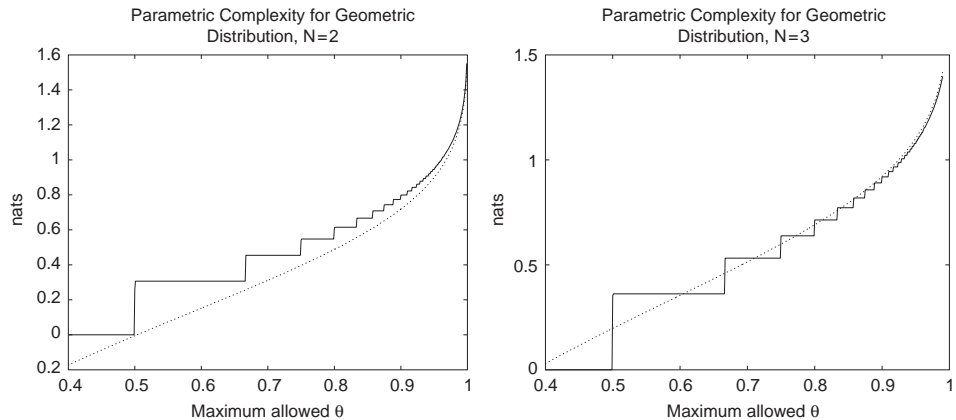 Parametric Complexity for Geometric
Distribution, N=2
1.6
1.4
1.2
1.0
0.8
0.6
0.4
0.2
0
0.2
0.4 0.5 0.6 0.7 0.8 0.9 1
nats
Maximum allowed θ
Parametric Complexity for Geometric
Distribution, N=3
1.5
1
0.5
0
0.4 0.5 0.6 0.7 0.8 0.9 1
nats
Maximum allowed θ